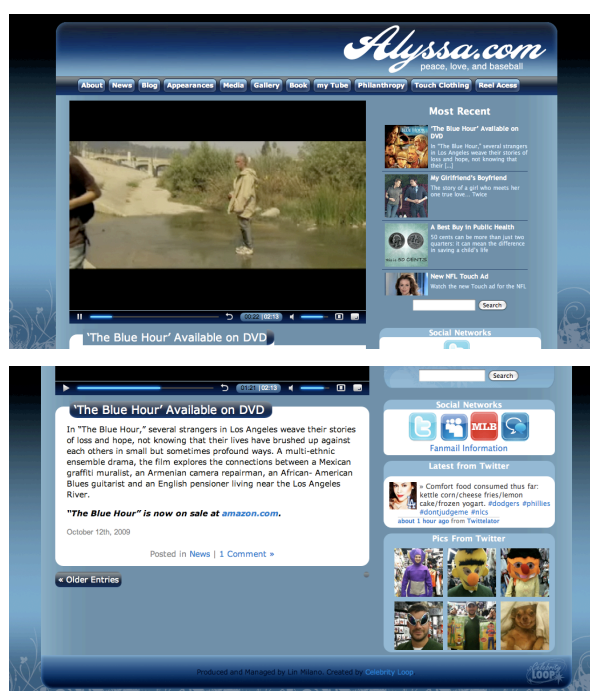 Alyssa.com
peace, love, and baseball
About News Blog Appearances Media Gallery Book my Tube Philanthropy Touch Clothing Reel Acess
Most Recent
'The Blue Hour' Available on
DVD
In "The Blue Hour," several strangers
in Los Angeles weave their stories of
loss and hope, not knowing that
their [...]
My Girlfriend's Boyfriend
The story of a girl who meets her
one true love... Twice
A Best Buy in Public Health
50 cents can be more than just two
quarters: it can mean the difference
in saving a child's life
New NFL Touch Ad
Watch the new Touch ad for the NFL
Search
00:22 | 02:13
'The Blue Hour' Available on DVD
Social Networks
01:21 | 02:13
Search
'The Blue Hour' Available on DVD
In "The Blue Hour," several strangers in Los Angeles weave their stories
of loss and hope, not knowing that their lives have brushed up against
each others in small but sometimes profound ways. A multi-ethnic
ensemble drama, the film explores the connections between a Mexican
graffiti muralist, an Armenian camera repairman, an African- American
Blues guitarist and an English pensioner living near the Los Angeles
River.
"The Blue Hour" is now on sale at amazon.com.
October 12th, 2009
Posted in News | 1 Comment »
« Older Entries
Social Networks
MLB
Fanmail Information
Latest from Twitter
» Comfort food consumed thus far:
kettle corn/cheese fries/lemon
cake/frozen yogurt. #dodgers #phillies
#dontjudgeme #nlcs
about 1 hour ago from Twittelator
Pics From Twitter
Produced and Managed by Lin Milano. Created by Celebrity Loop
Celebrity
LOOP